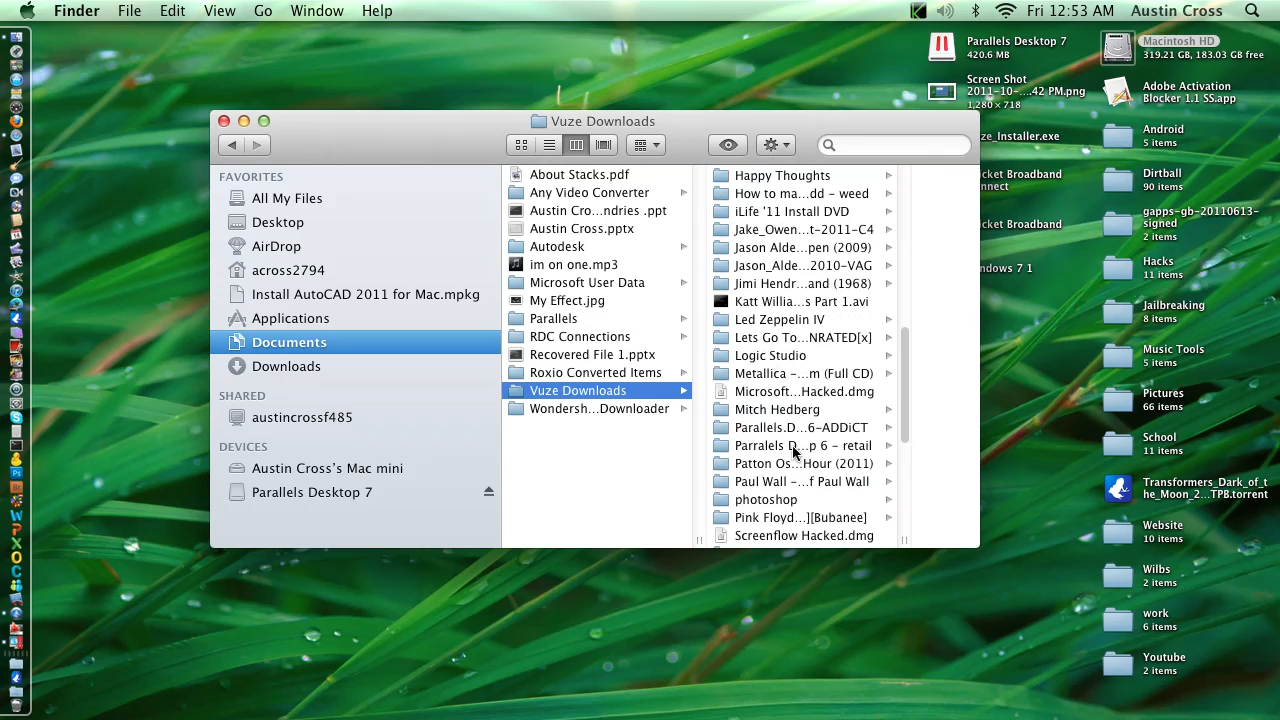 Finder File Edit View Go Window Help
Fri 12:53 AM Austin Cross
Vuze Downloads
FAVORITES
All My Files
Desktop
AirDrop
across2794
Install AutoCAD 2011 for Mac.mpkg
Applications
Documents
Downloads
SHARED
austincrossf485
DEVICES
Austin Cross's Mac mini
Parallels Desktop 7
About Stacks.pdf
Any Video Converter
Austin Cro...ndries .ppt
Austin Cross.pptx
Autodesk
im on one.mp3
Microsoft User Data
My Effect.jpg
Parallels
RDC Connections
Recovered File 1.pptx
Roxio Converted Items
Vuze Downloads
Wondersh...Downloader
Happy Thoughts
How to ma...dd - weed
iLife '11 Install DVD
Jake_Owen...t-2011-C4
Jason Alde...pen (2009)
Jason_Alde...2010-VAG
Jimi Hendr...and (1968)
Katt Willia...s Part 1.avi
Led Zeppelin IV
Lets Go To...NRATED[x]
Logic Studio
Metallica -...m (Full CD)
Microsoft...Hacked.dmg
Mitch Hedberg
Parallels.D...6-ADDiCT
Parralels D...p 6 - retail
Patton Os...Hour (2011)
Paul Wall -...f Paul Wall
photoshop
Pink Floyd...][Bubanee]
Screenflow Hacked.dmg
Parallels Desktop 7
420.6 MB
Screen Shot
2011-10-....42 PM.png
1,280 × 718
ze_Installer.exe
icket Broadband
nnect
icket Broadband
ndows 7 1
Macintosh HD
319.21 GB, 183.03 GB free
Adobe Activation
Blocker 1.1 SS.app
Android
5 items
Dirtball
90 items
gapps-gb-20110613-
signed
2 items
Hacks
11 items
Jailbreaking
8 items
Music Tools
5 items
Pictures
66 items
School
11 items
Transformers_Dark_of_t
he_Moon_2...TPB.torrent
Website
10 items
Wilbs
2 items
work
6 items
Youtube
2 items